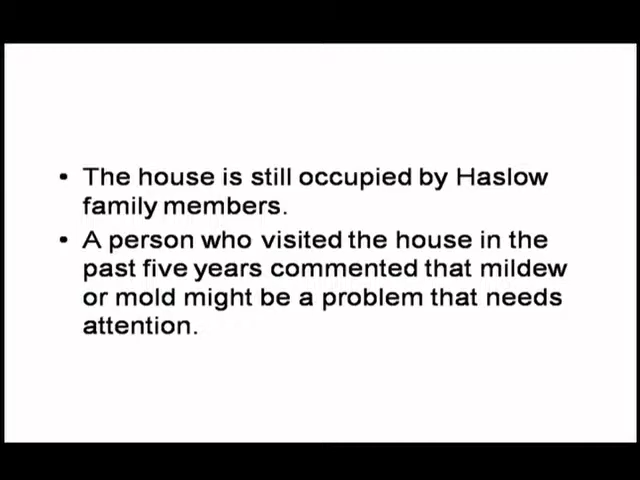 • The house is still occupied by Haslow
family members.
• A person who visited the house in the
past five years commented that mildew
or mold might be a problem that needs
attention.